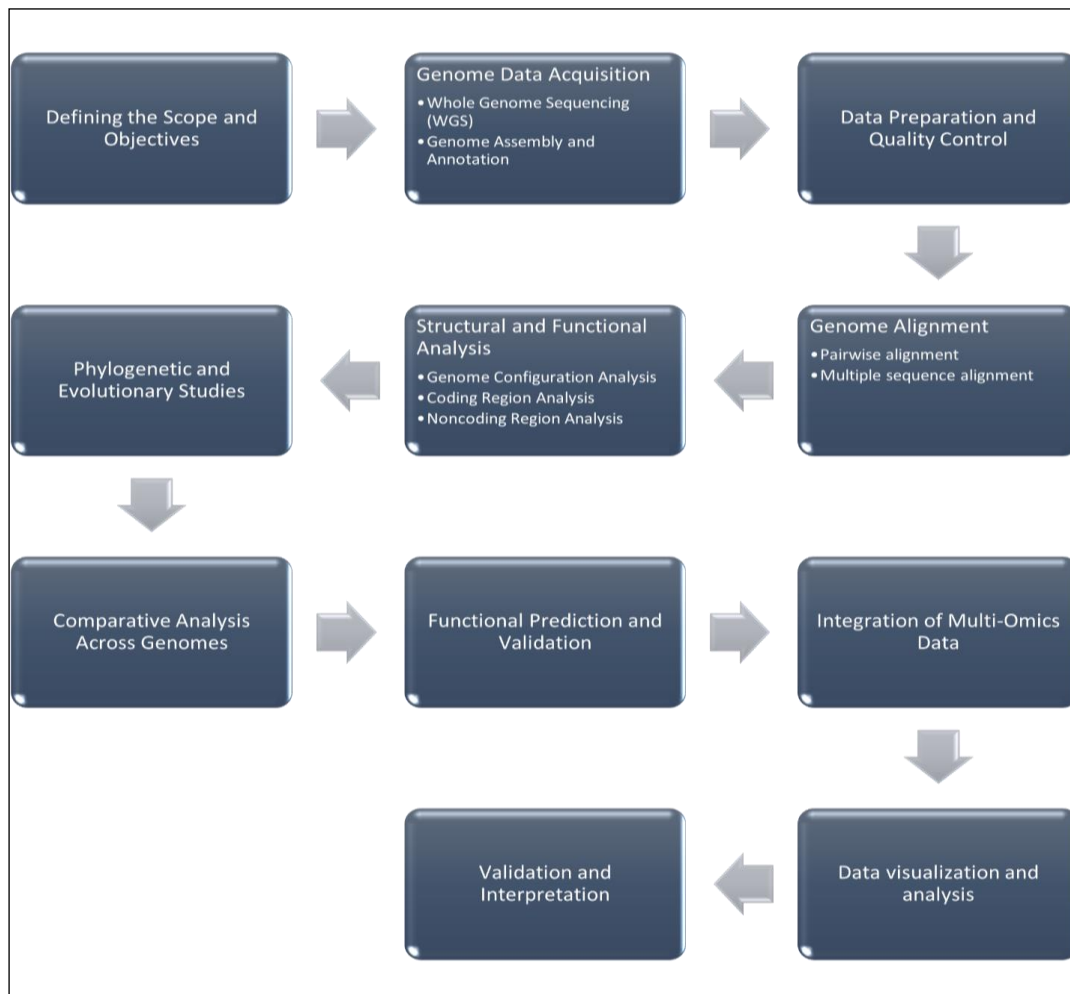 Defining the Scope and
Objectives
Genome Data Acquisition
•Whole Genome Sequencing
(WGS)
•Genome Assembly and
Annotation
Data Preparation and
Quality Control
Genome Alignment
•Pairwise alignment
•Multiple sequence alignment
Structural and Functional
Analysis
•Genome Configuration Analysis
•Coding Region Analysis
•Noncoding Region Analysis
Phylogenetic and
Evolutionary Studies
Comparative Analysis
Across Genomes
Functional Prediction and
Validation
Integration of Multi-Omics
Data
Data visualization and
analysis
Validation and
Interpretation